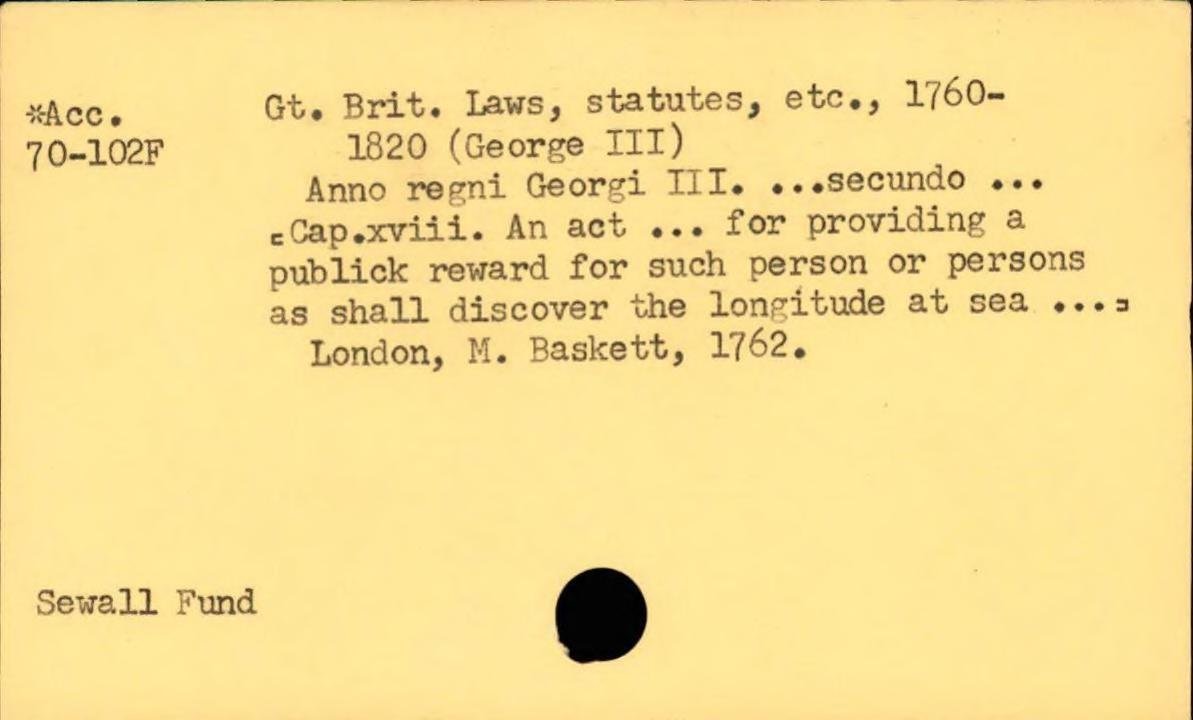 *Acc.
70-102F
Gt. Brit. Laws, statutes, etc., 1760-
1820 (George III)
Anno regni Georgi III. ...secundo ...
[Cap.xviii. An act ... for providing a
publick reward for such person or persons
as shall discover the longitude at sea ...]
London, M. Baskett, 1762.
Sewall Fund